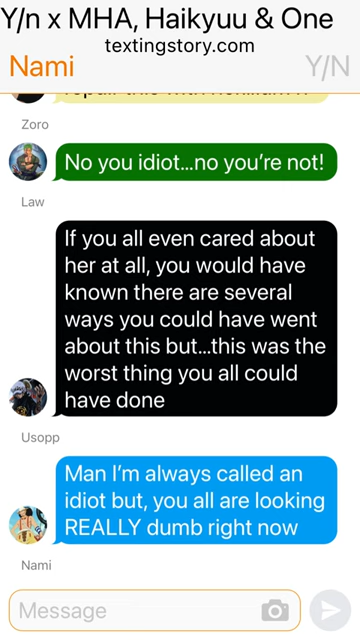 Y/n x MHA, Haikyuu & One
textingstory.com
Nami
Y/N
Zoro
No you idiot...no you're not!
Law
If you all even cared about
her at all, you would have
known there are several
ways you could have went
about this but...this was the
worst thing you all could
have done
Usopp
Man I'm always called an
idiot but, you all are looking
REALLY dumb right now
Nami
Message